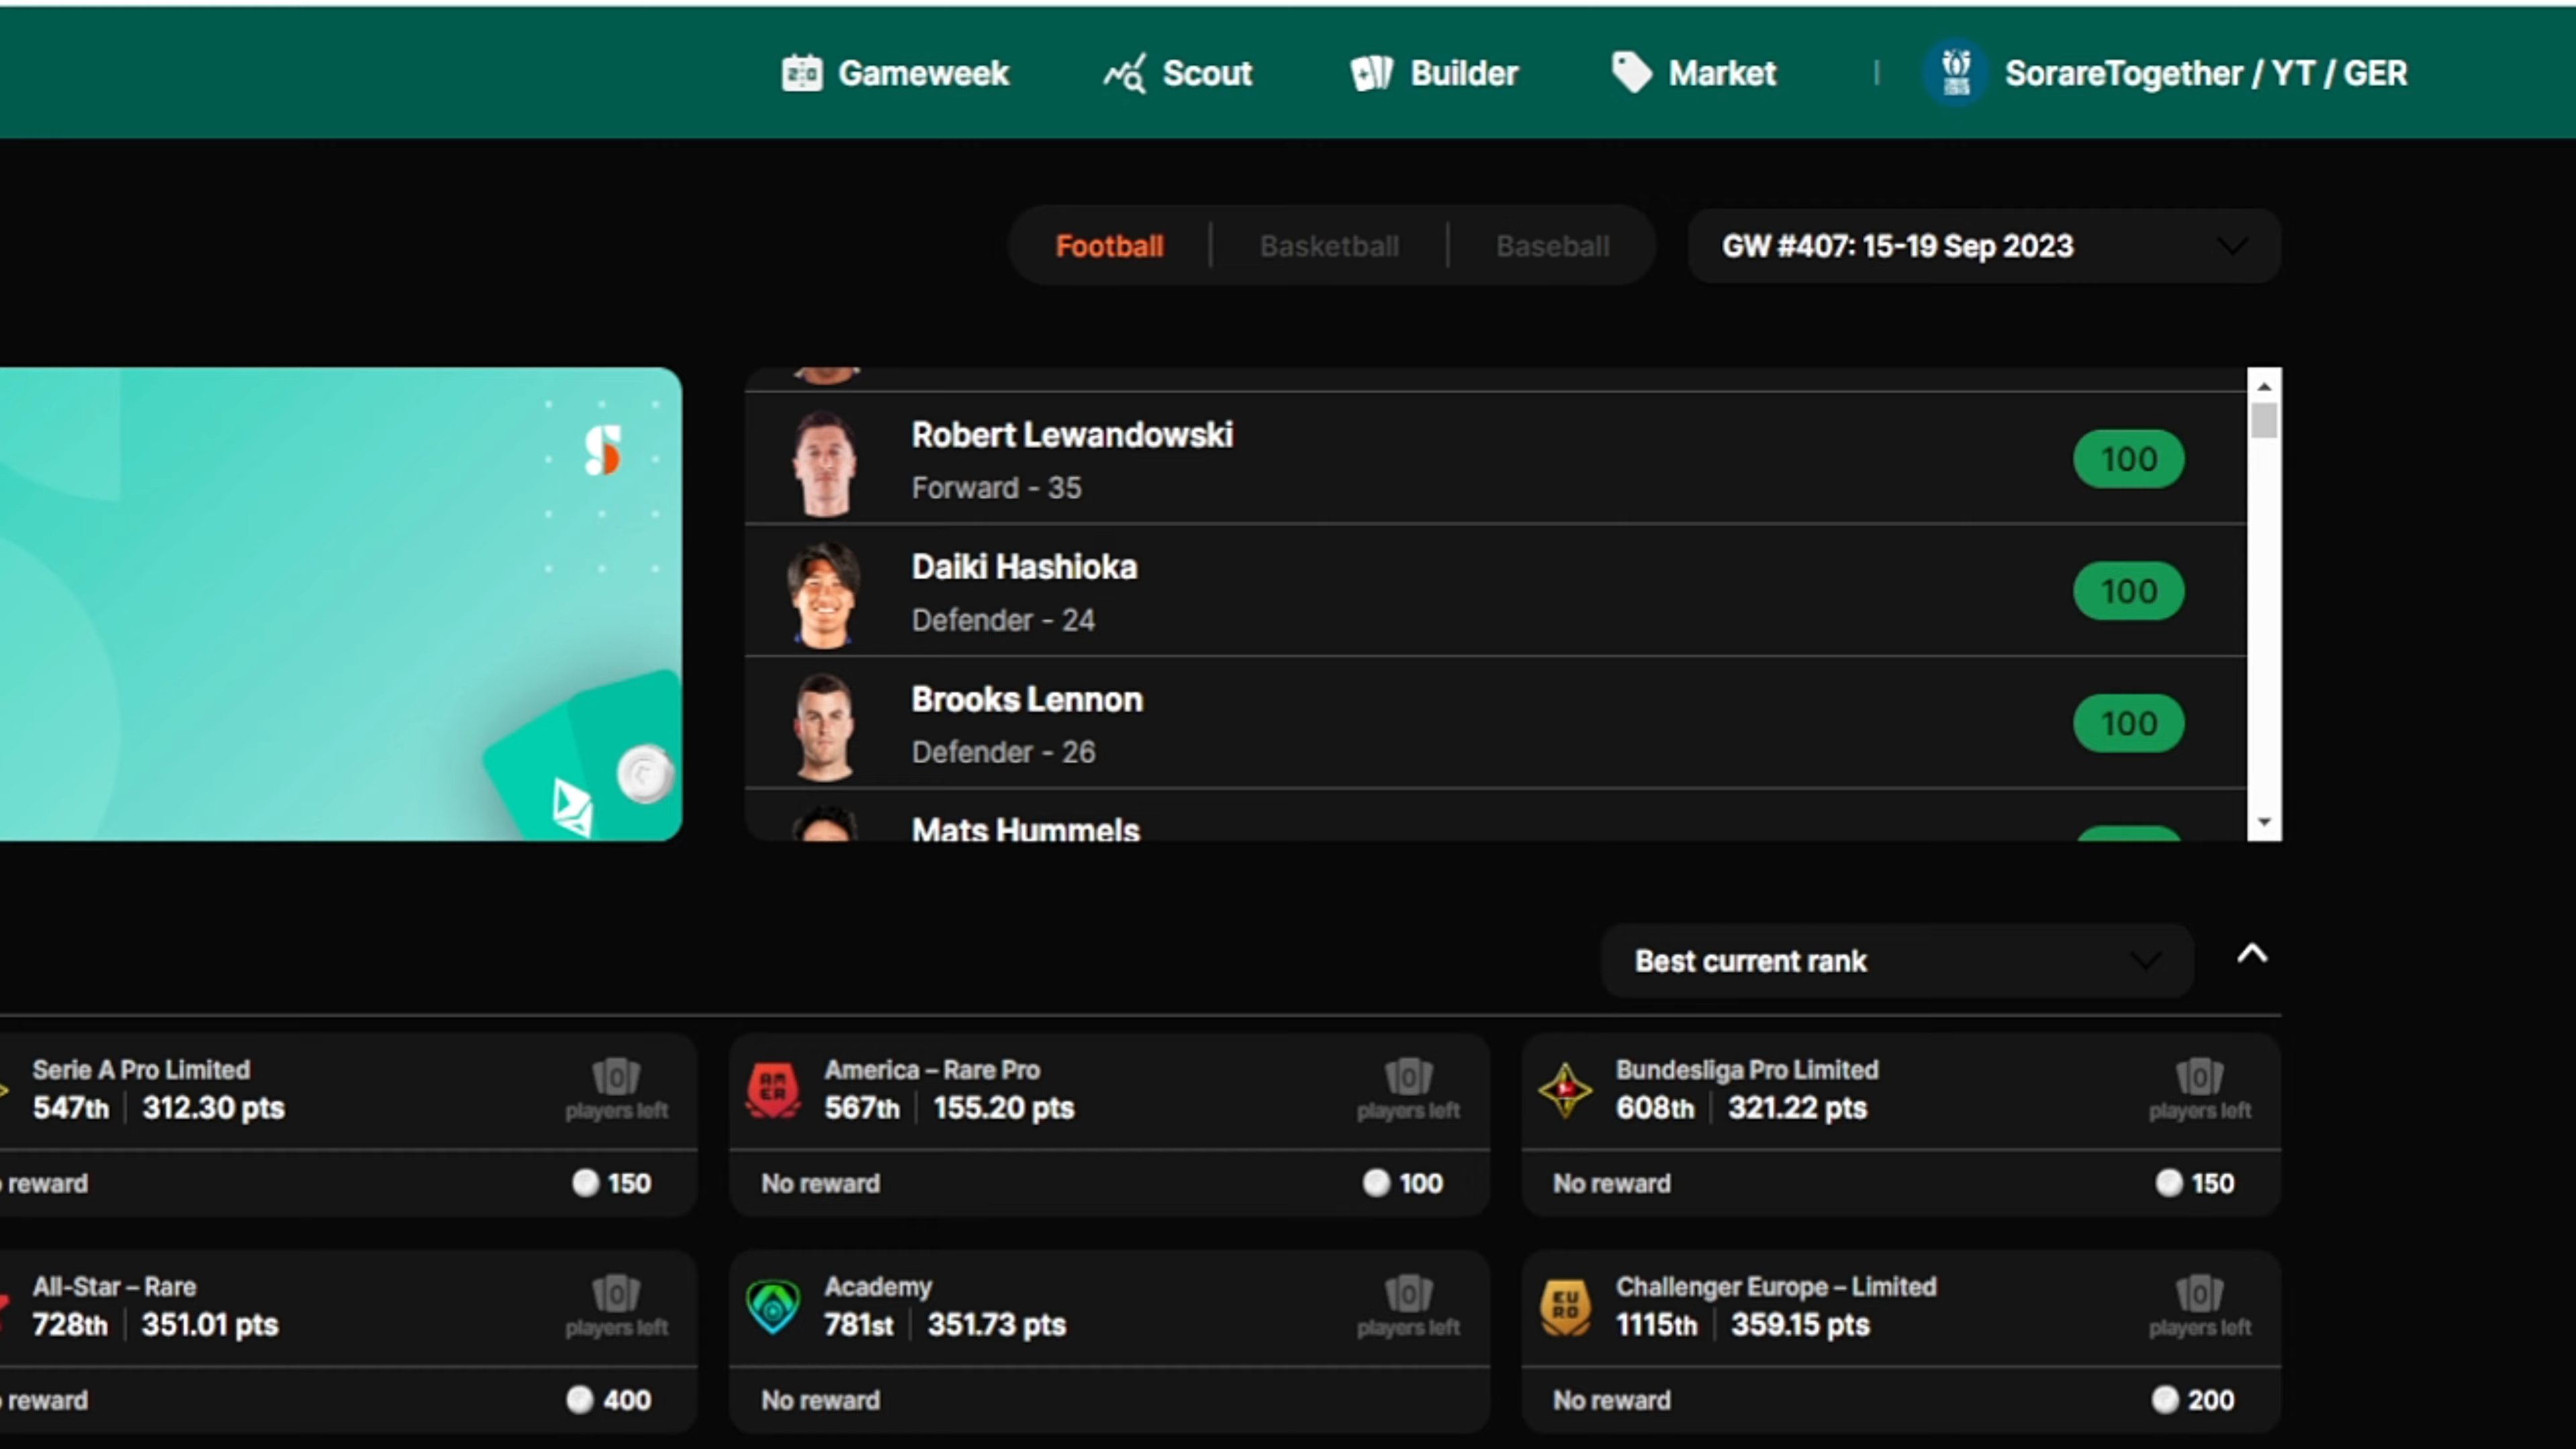 Gameweek
Scout
Builder
Market
SorareTogether / YT / GER
Football
Basketball
Baseball
GW #407: 15-19 Sep 2023
Robert Lewandowski
Forward - 35
100
Daiki Hashioka
Defender - 24
100
Brooks Lennon
Defender - 26
100
Mats Hummels
Best current rank
Serie A Pro Limited
547th 312.30 pts
0
players left
reward
150
America – Rare Pro
567th 155.20 pts
0
players left
No reward
100
Bundesliga Pro Limited
608th 321.22 pts
0
players left
No reward
150
All-Star – Rare
728th 351.01 pts
0
players left
reward
400
Academy
781st 351.73 pts
0
players left
No reward
EU
RO
Challenger Europe – Limited
1115th 359.15 pts
0
players left
No reward
200